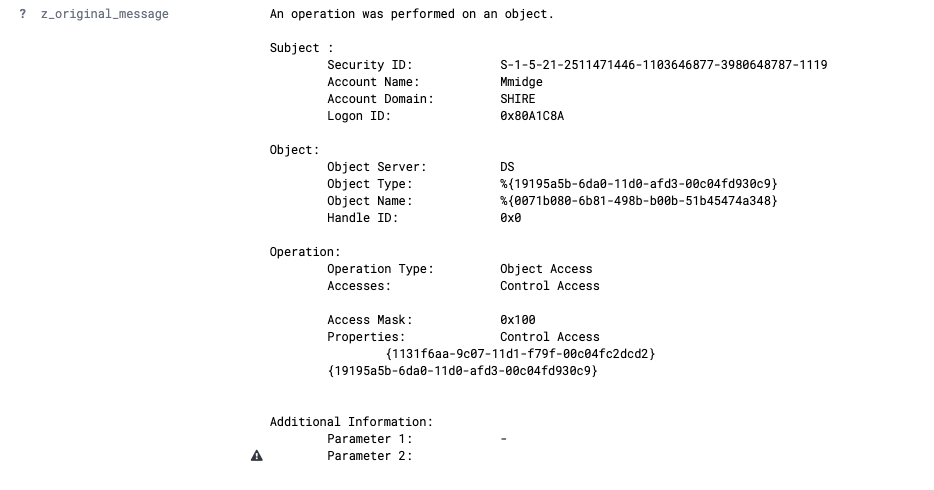 ? z_original_message An operation was performed on an object.
Subject :
Security ID: S-1-5-21-2511471446-1103646877-3980648787-1119
Account Name: Mmidge
Account Domain: SHIRE
Logon ID: 0x80A1C8A
Object:
Object Server: DS
Object Type: %{19195a5b-6da0-11d0-afd3-00c04fd930c9}
Object Name: %{0071b080-6b81-498b-b00b-51b45474a348}
Handle ID: 0x0
Operation:
Operation Type: Object Access
Accesses: Control Access
Access Mask: 0x100
Properties: Control Access
{1131f6aa-9c07-11d1-f79f-00c04fc2dcd2}
{19195a5b-6da0-11d0-afd3-00c04fd930c9}
Additional Information:
Parameter 1: -
Parameter 2: